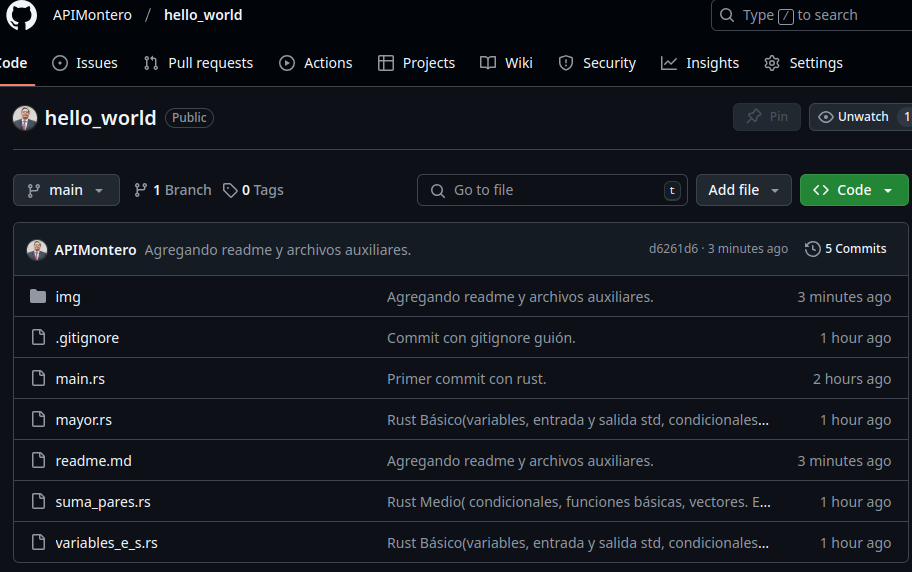 APIMontero / hello_world Type / to search
Code Issues Pull requests Actions Projects Wiki Security Insights Settings
hello_world Public Pin Unwatch 1
main 1 Branch 0 Tags Go to file t Add file Code
APIMontero Agregando readme y archivos auxiliares. d6261d6 · 3 minutes ago 5 Commits
img Agregando readme y archivos auxiliares. 3 minutes ago
.gitignore Commit con gitignore guión. 1 hour ago
main.rs Primer commit con rust. 2 hours ago
mayor.rs Rust Básico(variables, entrada y salida std, condicionales... 1 hour ago
readme.md Agregando readme y archivos auxiliares. 3 minutes ago
suma_pares.rs Rust Medio( condicionales, funciones básicas, vectores. E... 1 hour ago
variables_e_s.rs Rust Básico(variables, entrada y salida std, condicionales... 1 hour ago